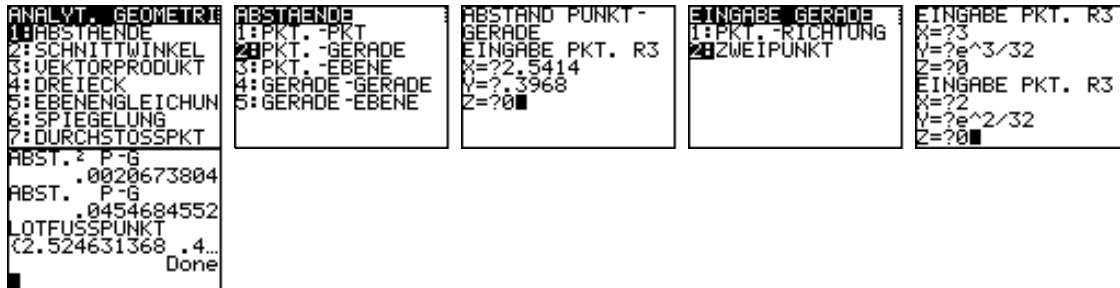 ANALYT. GEOMETRIE
1:ABSTAENDE
2:SCHNITTWINKEL
3:VEKTORPRODUKT
4:DREIECK
5:EBENENGLEICHUN
6:SPIEGELUNG
7:DURCHSTOSSPKT
ABSTAENDE
1:PKT.-PKT
2:PKT.-GERADE
3:PKT.-EBENE
4:GERADE-GERADE
5:GERADE-EBENE
ABSTAND PUNKT-
GERADE
EINGABE PKT. R3
X=?2.5414
Y=?.3968
Z=?0
EINGABE GERADE
1:PKT.-RICHTUNG
2:ZWEIPUNKT
EINGABE PKT. R3
X=?3
Y=?e^3/32
Z=?0
EINGABE PKT. R3
X=?2
Y=?e^2/32
Z=?0
ABST.² P-G
.0020673804
ABST. P-G
.0454684552
LOTFUSSPUNKT
{2.524631368 .4…
Done